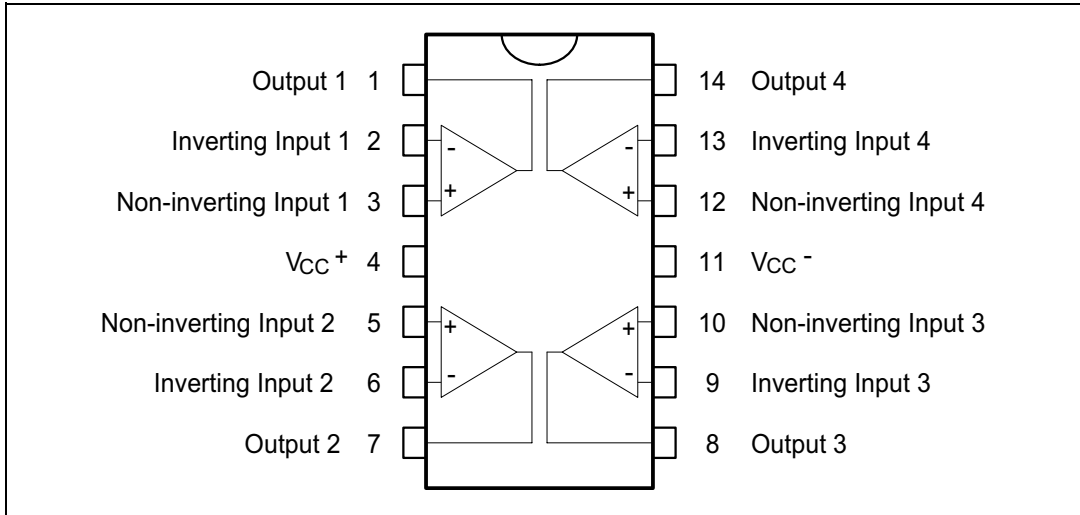 Output 1 1 14 Output 4
Inverting Input 1 2 - - 13 Inverting Input 4
Non-inverting Input 1 3 + + 12 Non-inverting Input 4
VCC + 4 11 VCC -
Non-inverting Input 2 5 + + 10 Non-inverting Input 3
Inverting Input 2 6 - - 9 Inverting Input 3
Output 2 7 8 Output 3